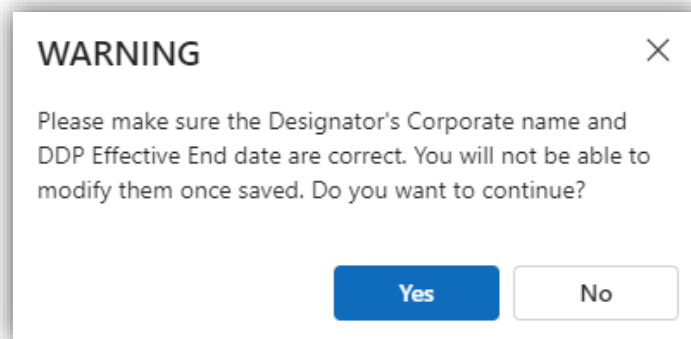 WARNING
Please make sure the Designator's Corporate name and
DDP Effective End date are correct. You will not be able to
modify them once saved. Do you want to continue?
Yes
No